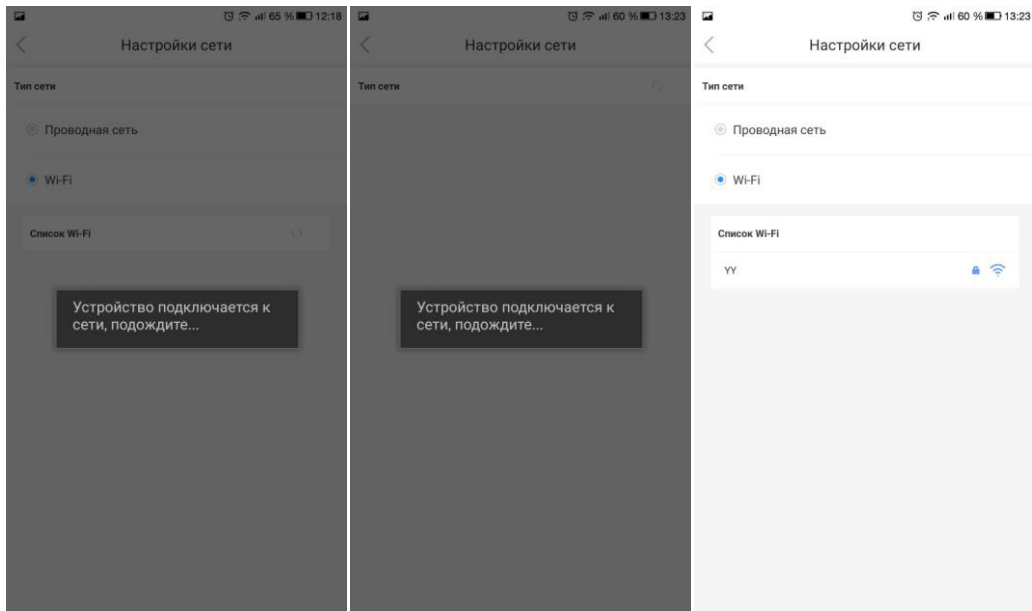 65 % 12:18
Настройки сети
Тип сети
Проводная сеть
Wi-Fi
Список Wi-Fi
Устройство подключается к
сети, подождите...
60 % 13:23
Настройки сети
Тип сети
Устройство подключается к
сети, подождите...
60 % 13:23
Настройки сети
Тип сети
Проводная сеть
Wi-Fi
Список Wi-Fi
YY